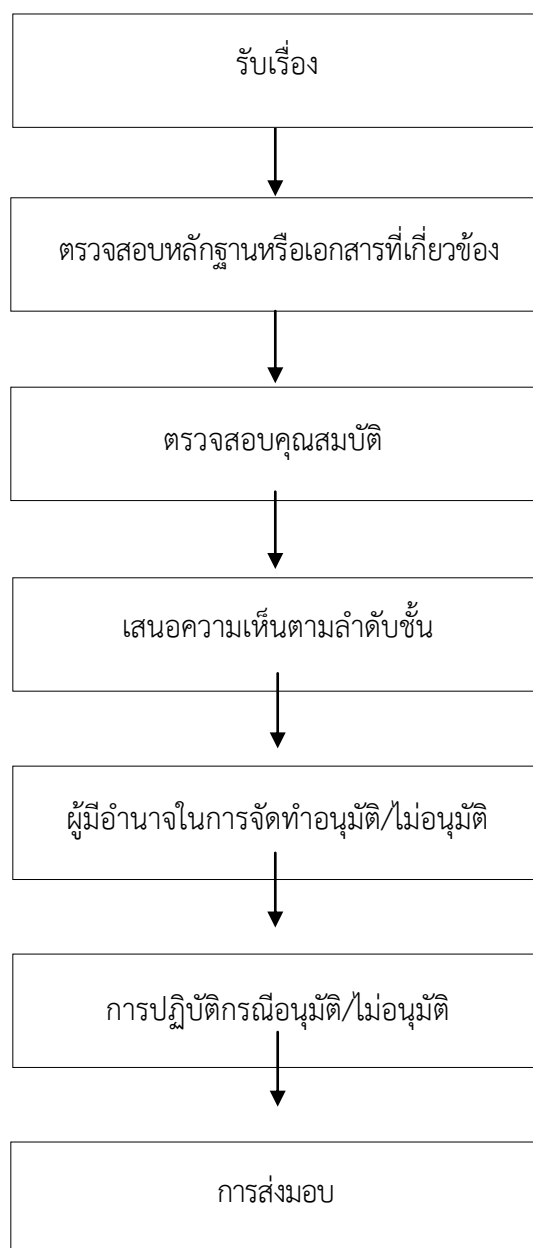 รับเรื่อง
ตรวจสอบหลักฐานหรือเอกสารที่เกี่ยวข้อง
ตรวจสอบคุณสมบัติ
เสนอความเห็นตามลำดับชั้น
ผู้มีอำนาจในการจัดทำอนุมัติ/ไม่อนุมัติ
การปฏิบัติกรณีอนุมัติ/ไม่อนุมัติ
การส่งมอบ